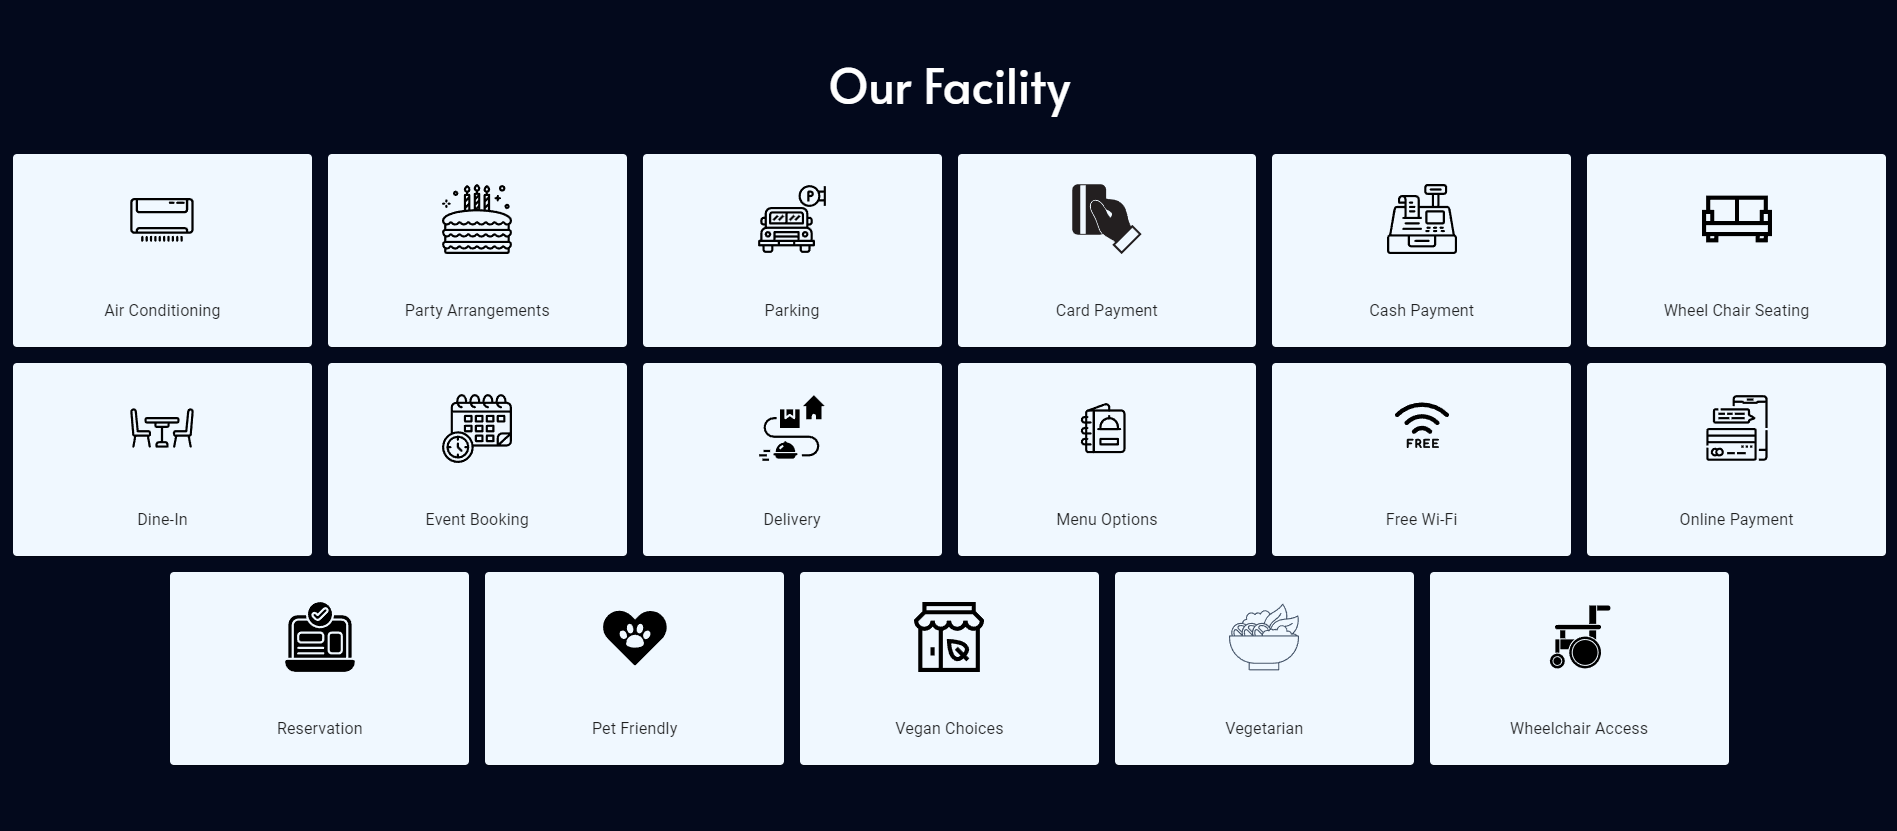 Our Facility
P
Air Conditioning
Party Arrangements
Parking
Card Payment
Cash Payment
Wheel Chair Seating
FREE
Dine-In
Event Booking
Delivery
Menu Options
Free Wi-Fi
Online Payment
Reservation
Pet Friendly
Vegan Choices
Vegetarian
Wheelchair Access